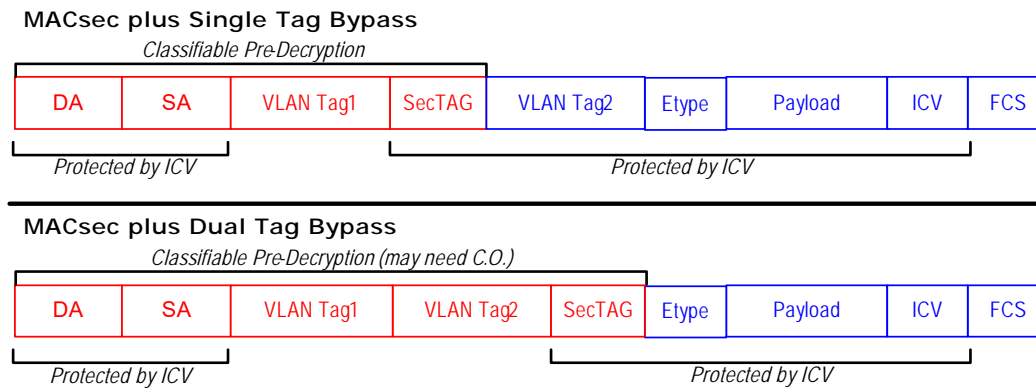 MACsec plus Single Tag Bypass
Classifiable Pre-Decryption
DA SA VLAN Tag1 SecTAG VLAN Tag2 Etype Payload ICV FCS
Protected by ICV Protected by ICV
MACsec plus Dual Tag Bypass
Classifiable Pre-Decryption (may need C.O.)
DA SA VLAN Tag1 VLAN Tag2 SecTAG Etype Payload ICV FCS
Protected by ICV Protected by ICV